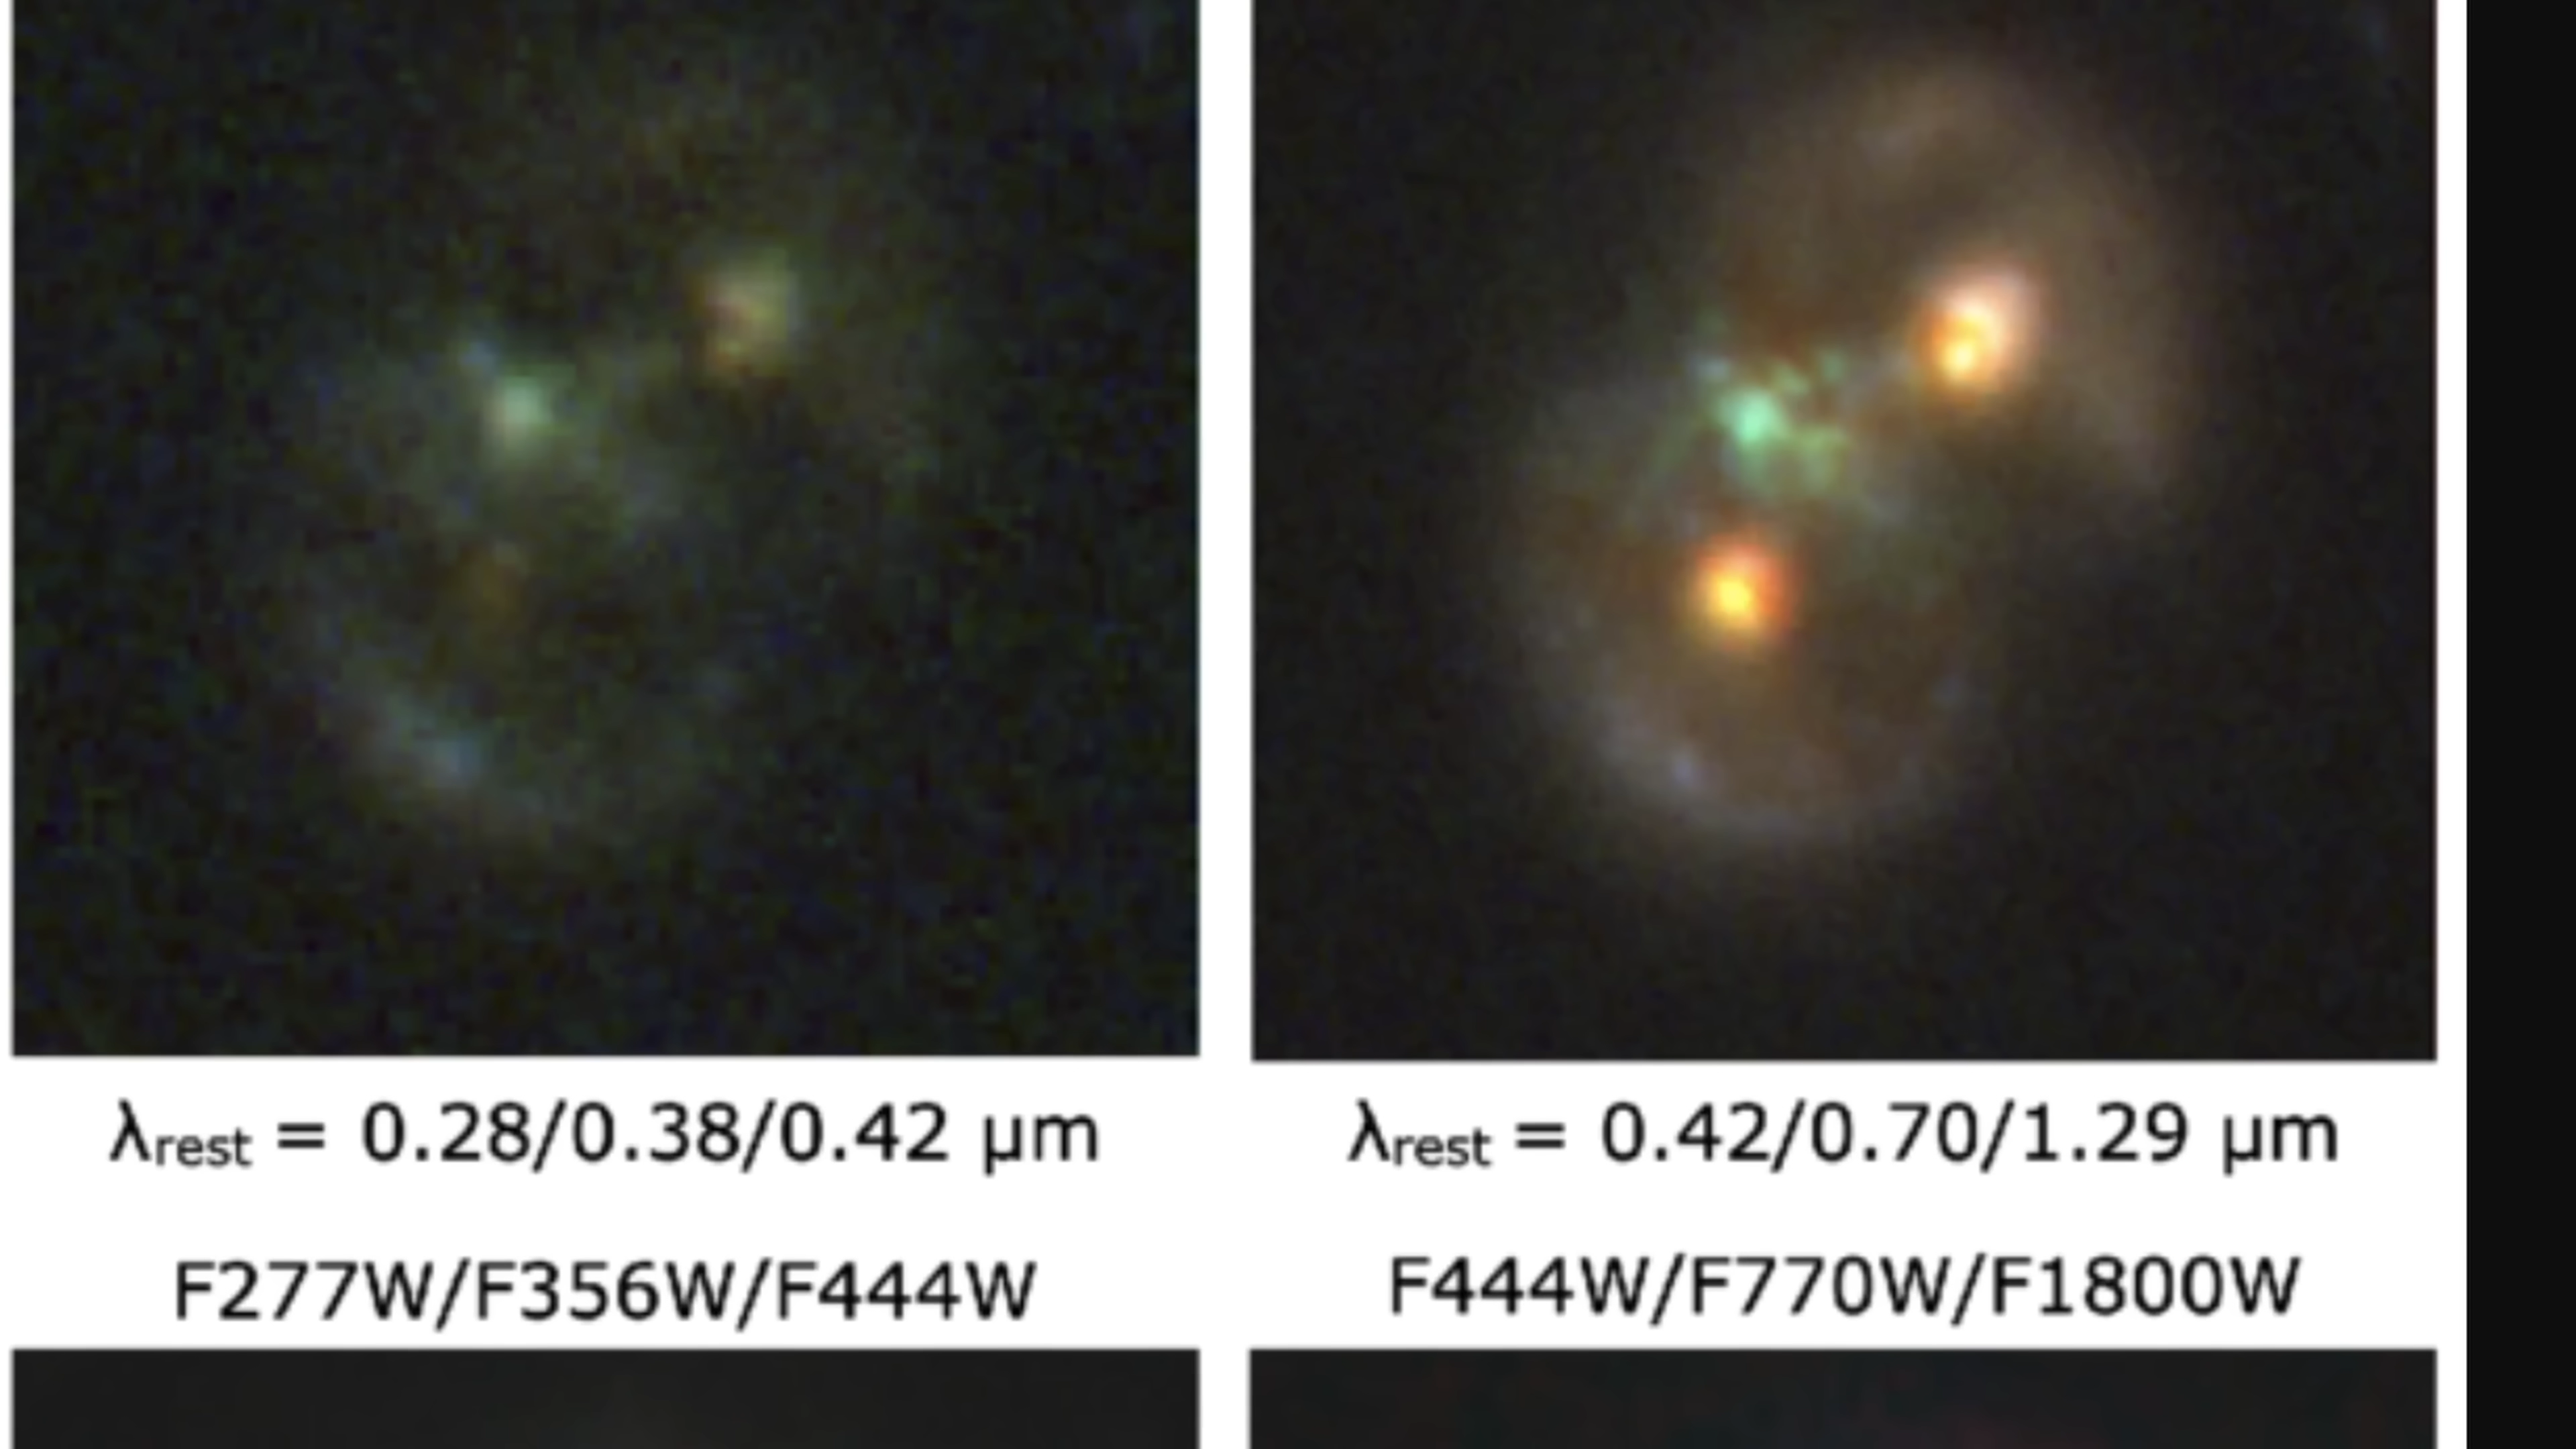 λrest = 0.28/0.38/0.42 μm
λrest = 0.42/0.70/1.29 μm
F277W/F356W/F444W
F444W/F770W/F1800W